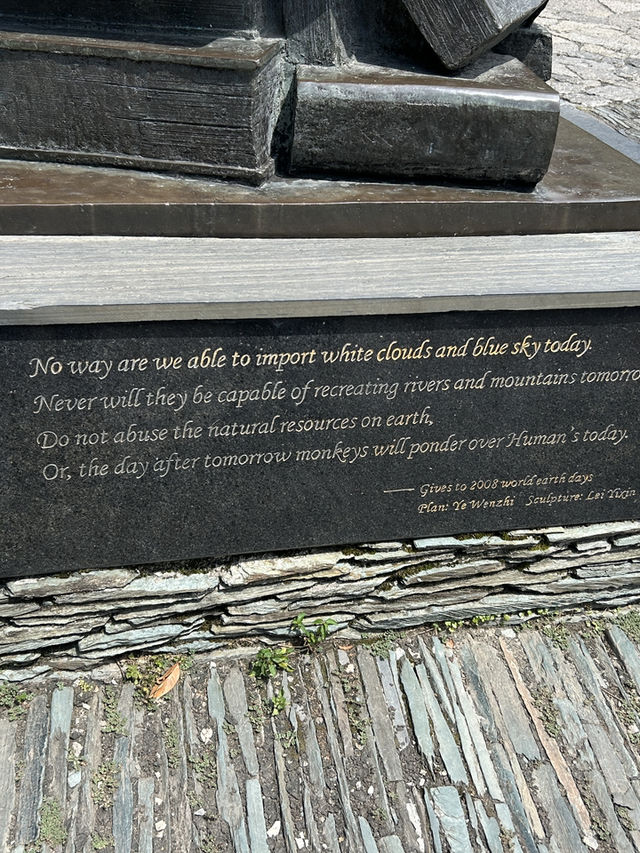 No way are we able to import white clouds and blue sky today.
Never will they be capable of recreating rivers and mountains tomorro
Do not abuse the natural resources on earth,
Or, the day after tomorrow monkeys will ponder over Human's today.
—— Gives to 2008 world earth days
Plan: Ye Wenzhi Sculpture: Lei Yixin